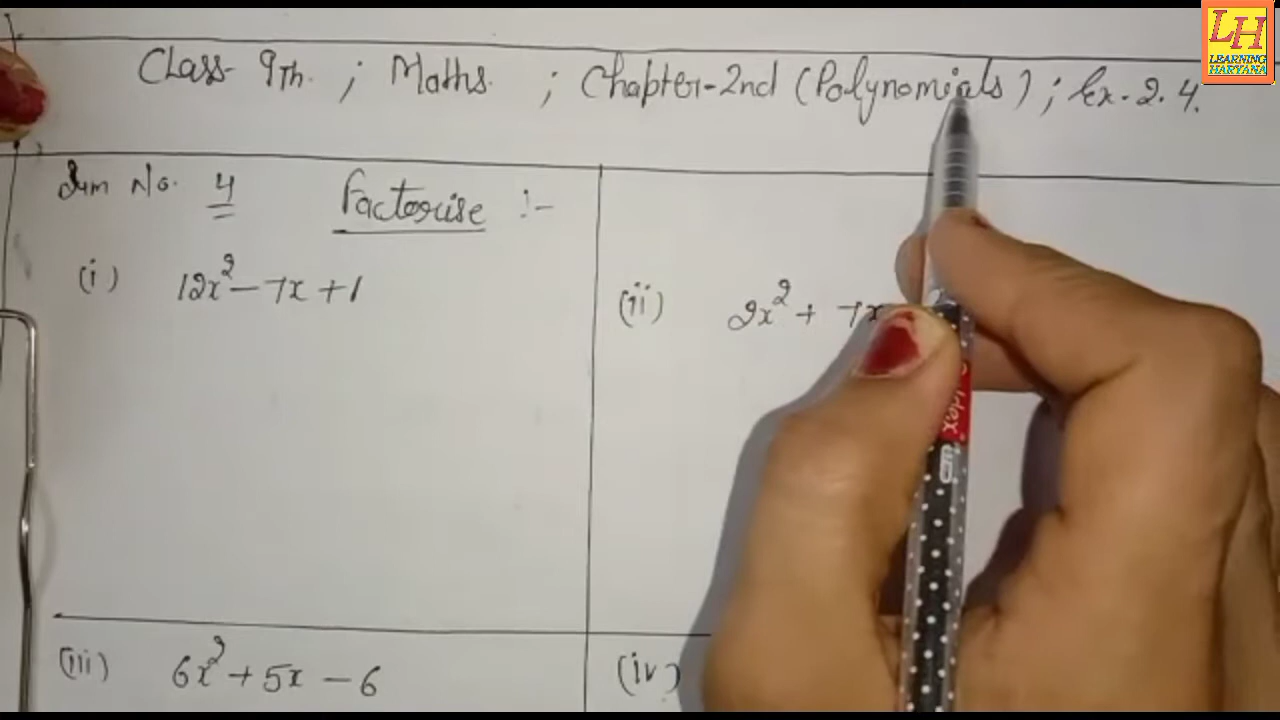 LH
LEARNING
HARYANA
Class- 9Th. ; Maths. ; Chapter-2nd (Polynomials) ; Ex-2.4.
Sum No. 4 Factorise :-
(i) 12x² - 7x + 1
(ii) 2x² + 7x
(iii) 6x² + 5x - 6
(iv)
idex